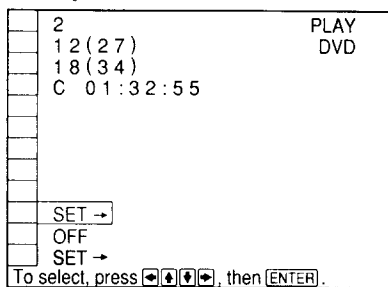 2 PLAY
12(27) DVD
18(34)
C 01:32:55
SET →
OFF
SET →
To select, press ←↑↓→, then ENTER.